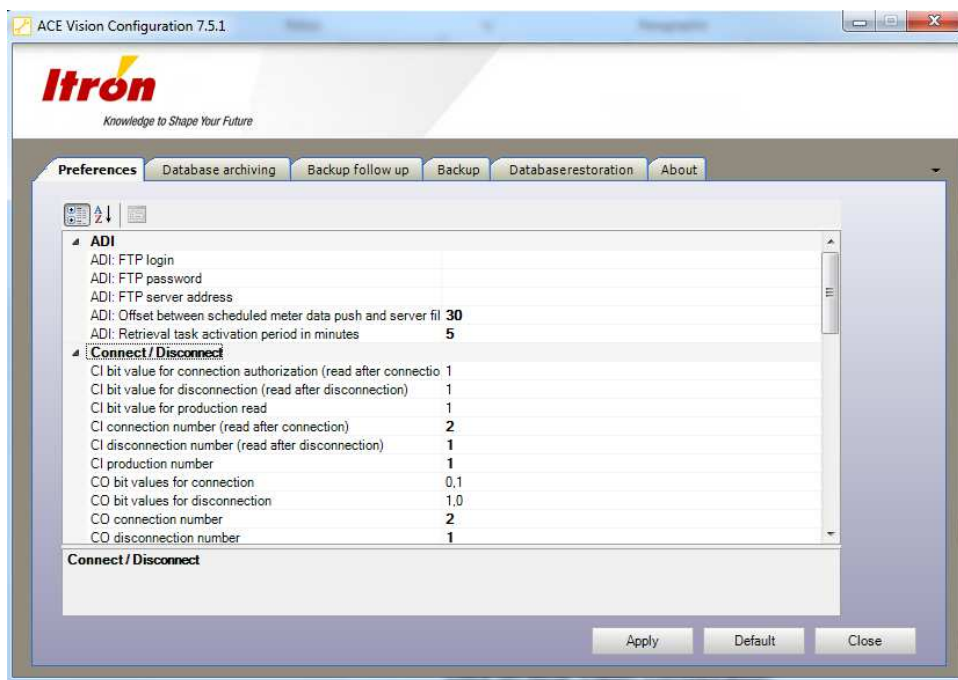 ACE Vision Configuration 7.5.1
Itron
Knowledge to Shape Your Future
Preferences Database archiving Backup follow up Backup Databaserestoration About
ADI
ADI: FTP login
ADI: FTP password
ADI: FTP server address
ADI: Offset between scheduled meter data push and server fil 30
ADI: Retrieval task activation period in minutes 5
Connect / Disconnect
CI bit value for connection authorization (read after connectio 1
CI bit value for disconnection (read after disconnection) 1
CI bit value for production read 1
CI connection number (read after connection) 2
CI disconnection number (read after disconnection) 1
CI production number 1
CO bit values for connection 0,1
CO bit values for disconnection 1,0
CO connection number 2
CO disconnection number 1
Connect / Disconnect
Apply Default Close